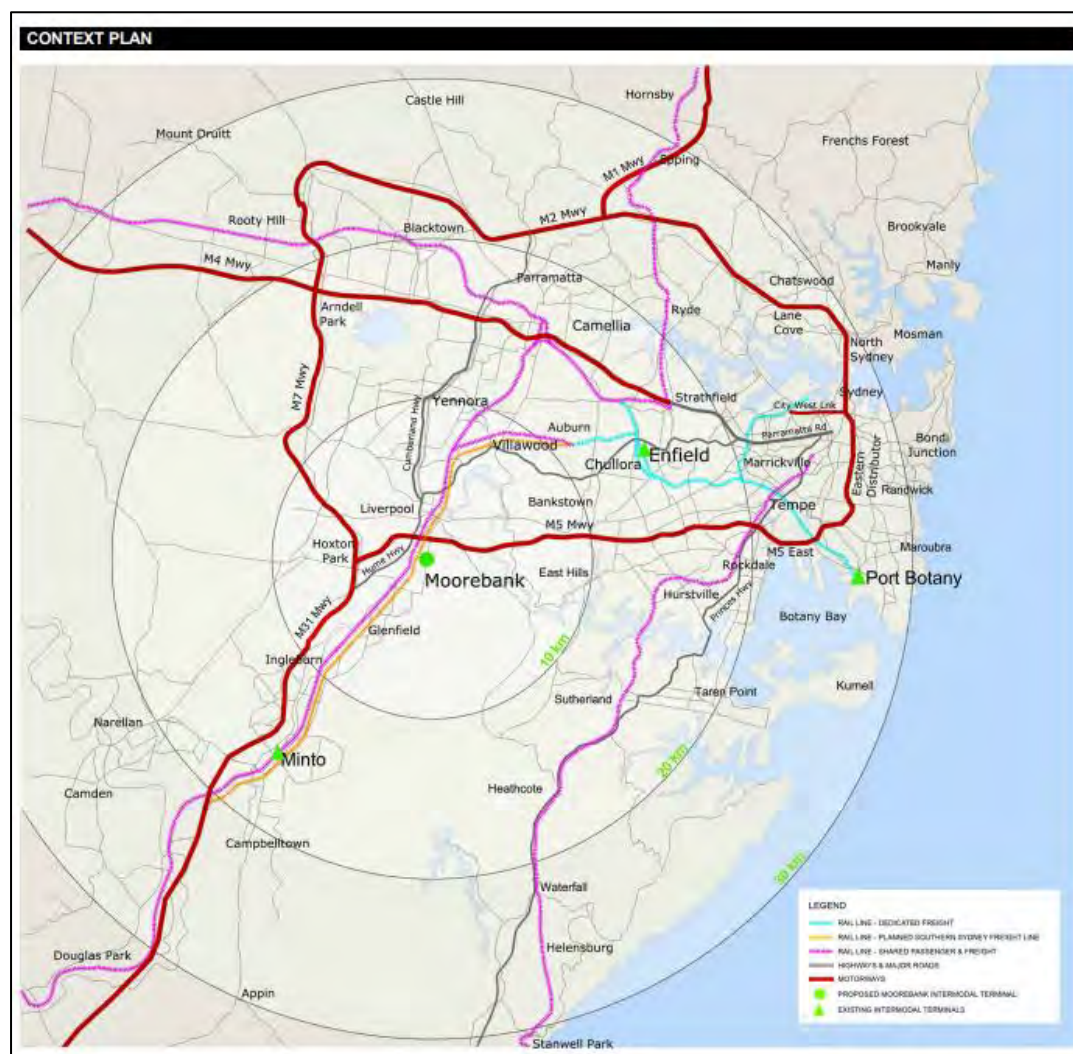 CONTEXT PLAN
Hornsby
Castle Hill
Mount Druitt
Frenchs Forest
Epping
M1 Mwy
Rooty Hill
M2 Mwy
Blacktown
Brookvale
M4 Mwy
Manly
Parramatta
Chatswood
Arndell
Park
Camellia
Ryde
Lane
Cove
Mosman
North
Sydney
M7 Mwy
Yennora
Strathfield
Sydney
City West Lnk
Cumberland Hwy
Auburn
Parramatta Rd
Villawood
Enfield
Bondi
Junction
Chullora
Marrickville
Eastern
Distributor
Randwick
Bankstown
Liverpool
Tempe
M5 Mwy
Hoxton
Park
M5 East
Maroubra
Hume Hwy
Moorebank
East Hills
Rockdale
Port Botany
Hurstville
Princes Hwy
M31 Mwy
Glenfield
Botany Bay
10 km
Ingleburn
Sutherland
Taren Point
Kurnell
Narellan
Minto
20 km
Camden
Heathcote
Campbelltown
30 km
Waterfall
LEGEND
RAIL LINE - DEDICATED FREIGHT
RAIL LINE - PLANNED SOUTHERN SYDNEY FREIGHT LINE
RAIL LINE - SHARED PASSENGER & FREIGHT
HIGHWAYS & MAJOR ROADS
MOTORWAYS
PROPOSED MOOREBANK INTERMODAL TERMINAL
EXISTING INTERMODAL TERMINALS
Helensburg
Douglas Park
Appin
Stanwell Park